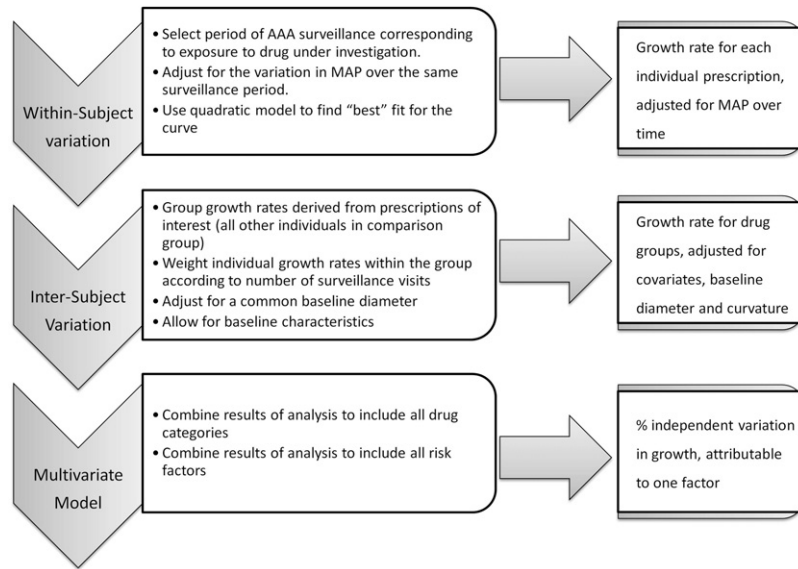 Within-Subject
variation
• Select period of AAA surveillance corresponding
to exposure to drug under investigation.
• Adjust for the variation in MAP over the same
surveillance period.
• Use quadratic model to find “best” fit for the
curve
Growth rate for each
individual prescription,
adjusted for MAP over
time
Inter-Subject
Variation
• Group growth rates derived from prescriptions of
interest (all other individuals in comparison
group)
• Weight individual growth rates within the group
according to number of surveillance visits
• Adjust for a common baseline diameter
• Allow for baseline characteristics
Growth rate for drug
groups, adjusted for
covariates, baseline
diameter and curvature
Multivariate
Model
• Combine results of analysis to include all drug
categories
• Combine results of analysis to include all risk
factors
% independent variation
in growth, attributable
to one factor